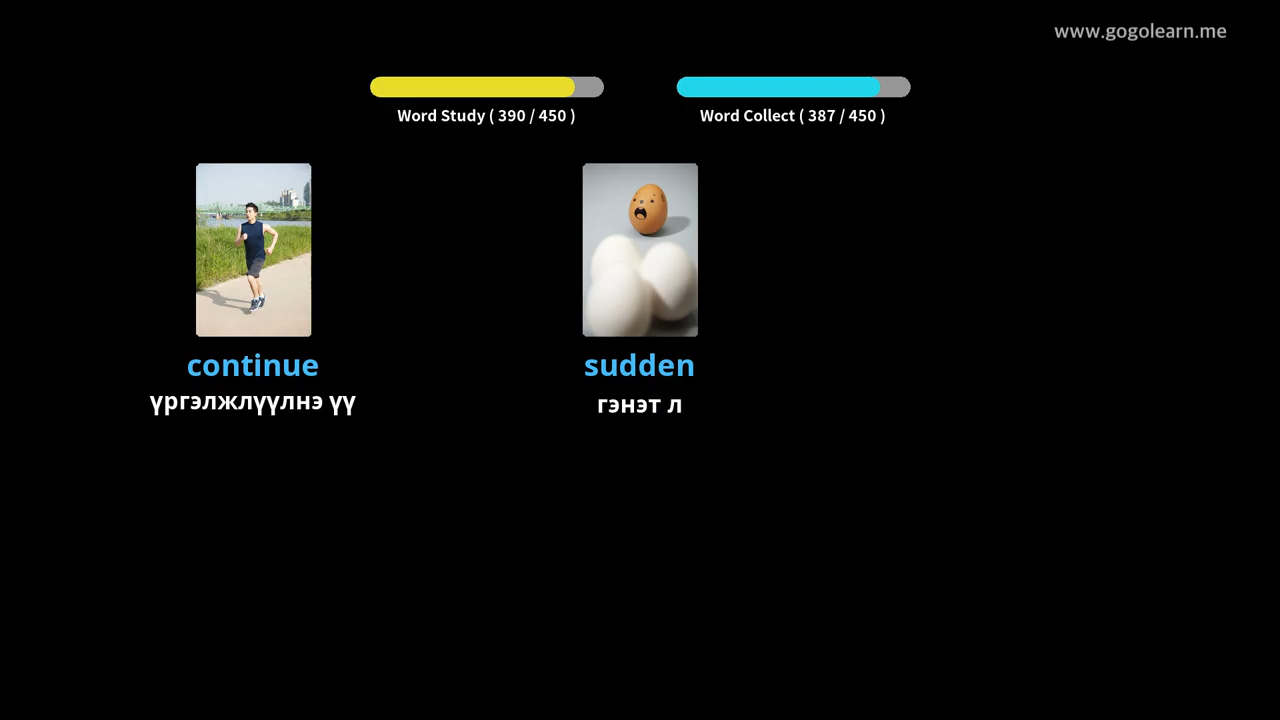 www.gogolearn.me
Word Study ( 390 / 450 )
Word Collect ( 387 / 450 )
continue
sudden
үргэлжлүүлнэ үү
гэнэт л